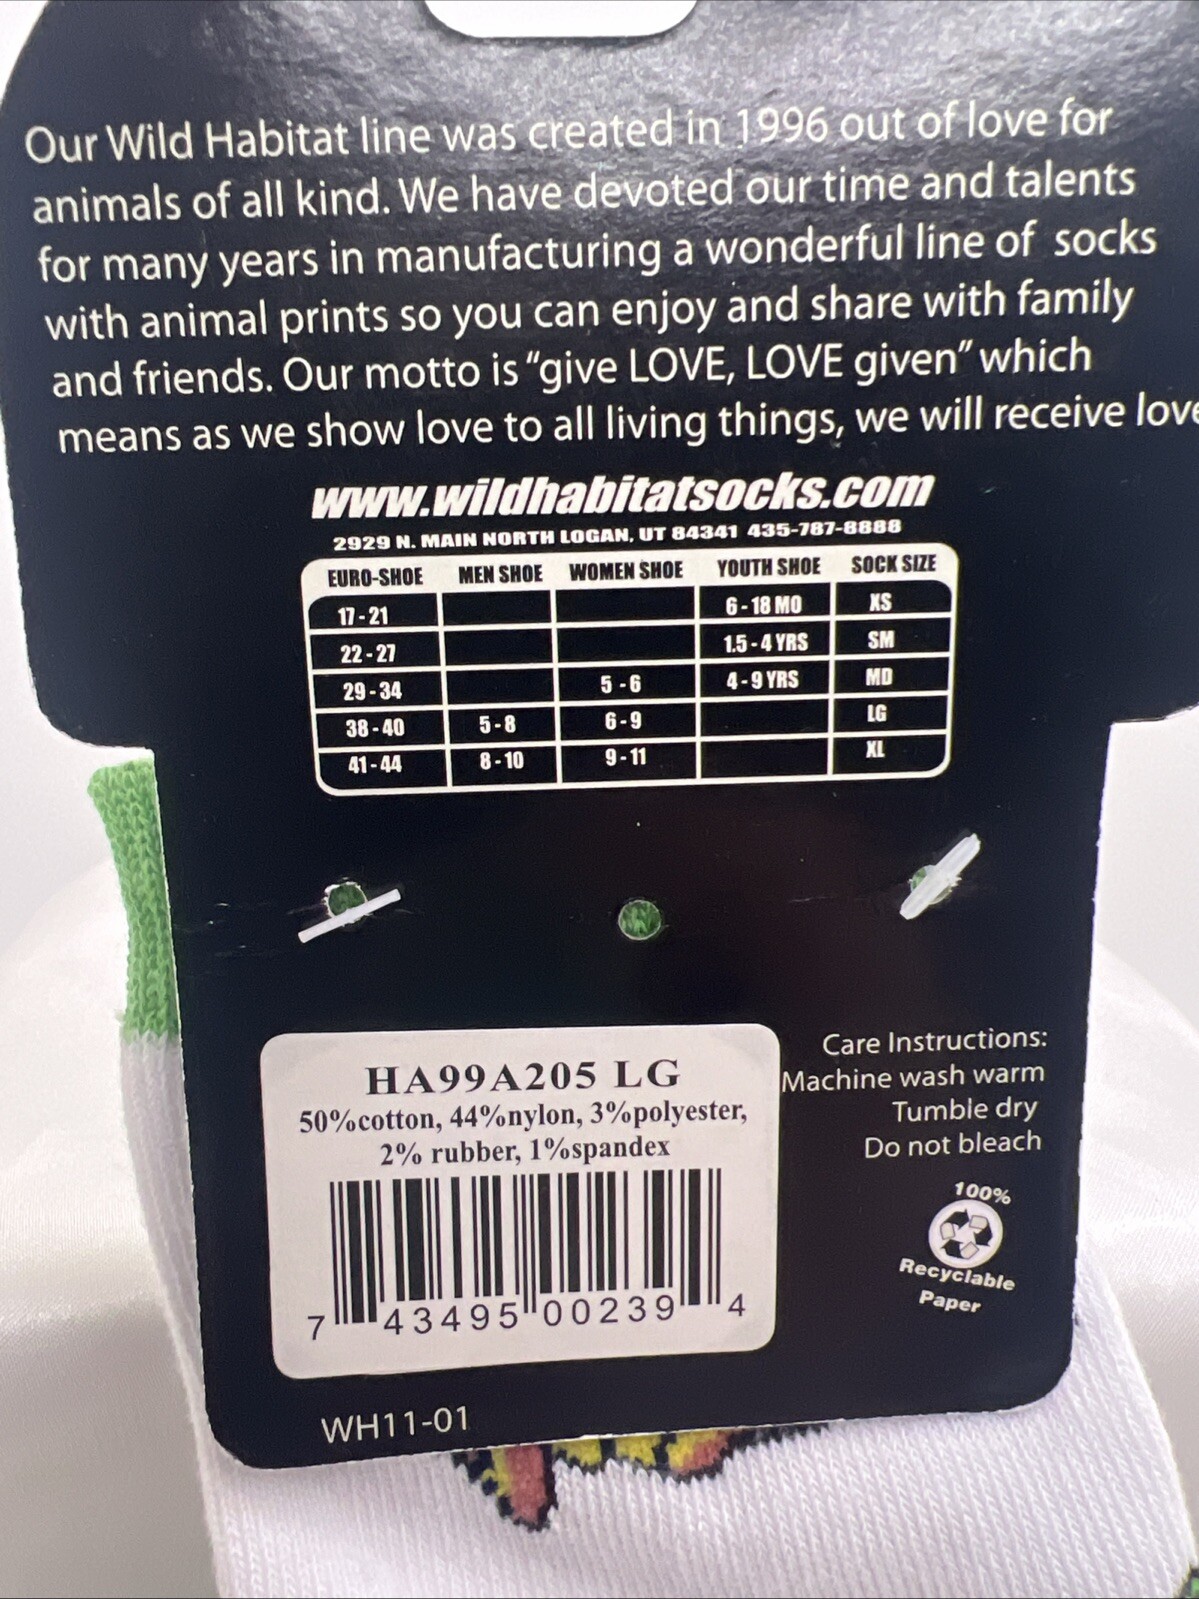 Our Wild Habitat line was created in 1996 out of love for
animals of all kind. We have devoted our time and talents
for many years in manufacturing a wonderful line of socks
with animal prints so you can enjoy and share with family
and friends. Our motto is “give LOVE, LOVE given” which
means as we show love to all living things, we will receive love
www.wildhabitatsocks.com
2929 N. MAIN NORTH LOGAN, UT 84341 435-787-8888
EURO-SHOE MEN SHOE WOMEN SHOE YOUTH SHOE SOCK SIZE
17 - 21 6 - 18 MO XS
22 - 27 1.5 - 4 YRS SM
29 - 34 5 - 6 4 - 9 YRS MD
38 - 40 5 - 8 6 - 9 LG
41 - 44 8 - 10 9 - 11 XL
HA99A205 LG
50%cotton, 44%nylon, 3%polyester,
2% rubber, 1%spandex
7 43495 00239 4
Care Instructions:
Machine wash warm
Tumble dry
Do not bleach
100%
Recyclable
Paper
WH11-01